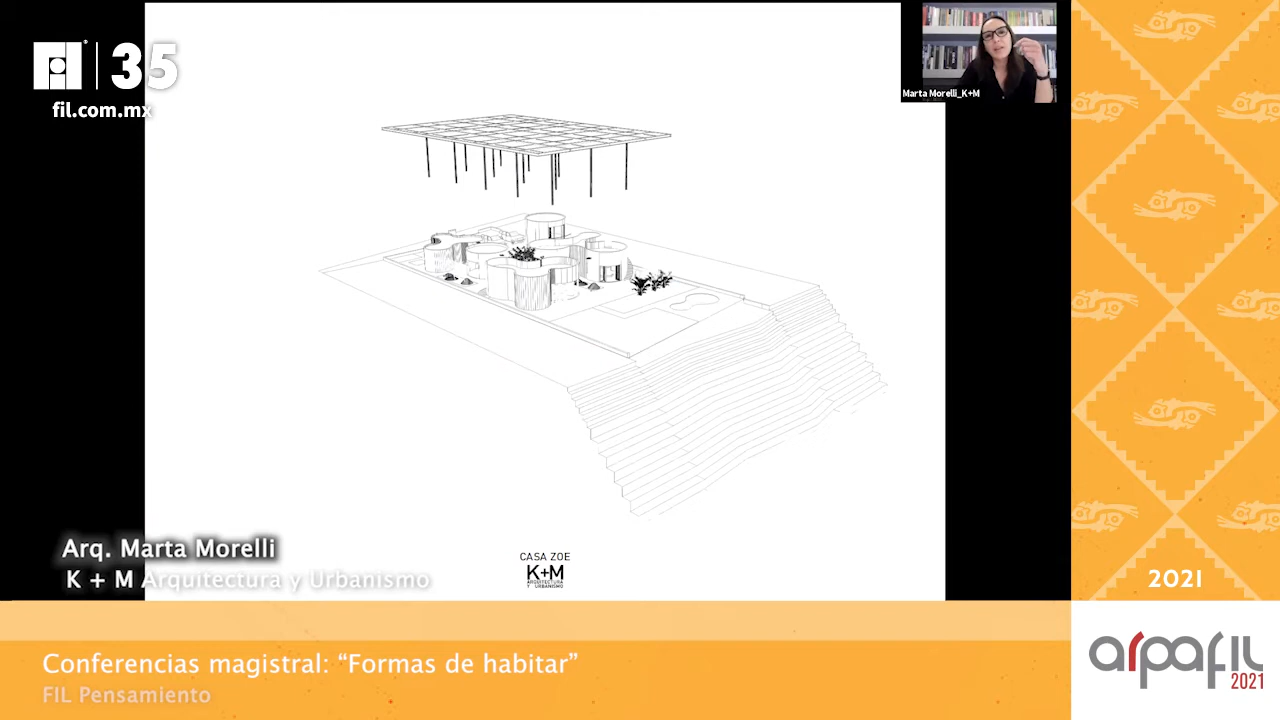 FIL 35
fil.com.mx
Marta Morelli_K+M
CASA ZOE
K+M
ARQUITECTURA
Y URBANISMO
Arq. Marta Morelli
K + M Arquitectura y Urbanismo
Conferencias magistral: “Formas de habitar”
FIL Pensamiento
2021
arpafil
2021